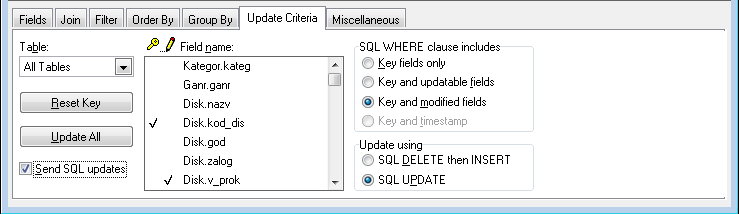 Fields Join Filter Order By Group By Update Criteria Miscellaneous
Table:
All Tables
Reset Key
Update All
Send SQL updates
Field name:
Kategor.kateg
Ganr.ganr
Disk.nazv
Disk.kod_dis
Disk.god
Disk.zalog
Disk.v_prok
SQL WHERE clause includes
Key fields only
Key and updatable fields
Key and modified fields
Key and timestamp
Update using
SQL DELETE then INSERT
SQL UPDATE